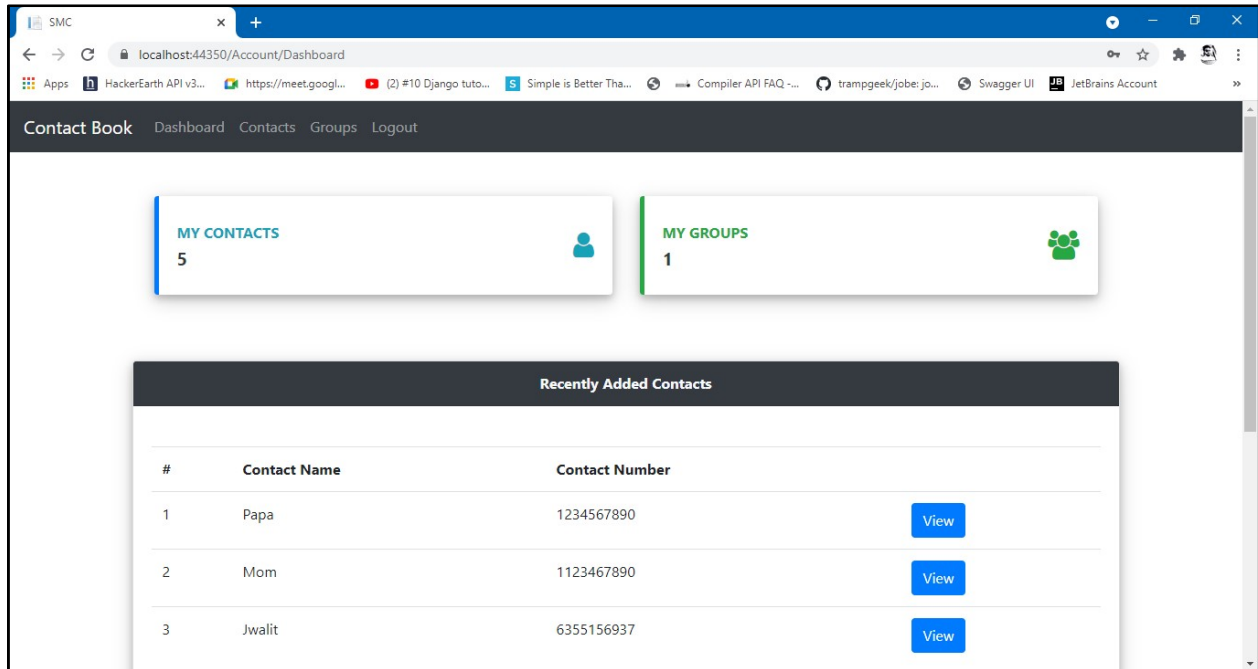 SMC
localhost:44350/Account/Dashboard
Apps HackerEarth API v3... https://meet.googl... (2) #10 Django tuto... S Simple is Better Tha... Compiler API FAQ -... trampgeek/jobe: jo... Swagger UI JB JetBrains Account »
Contact Book Dashboard Contacts Groups Logout
MY CONTACTS
5
MY GROUPS
1
Recently Added Contacts
# Contact Name Contact Number
1 Papa 1234567890 View
2 Mom 1123467890 View
3 Jwalit 6355156937 View